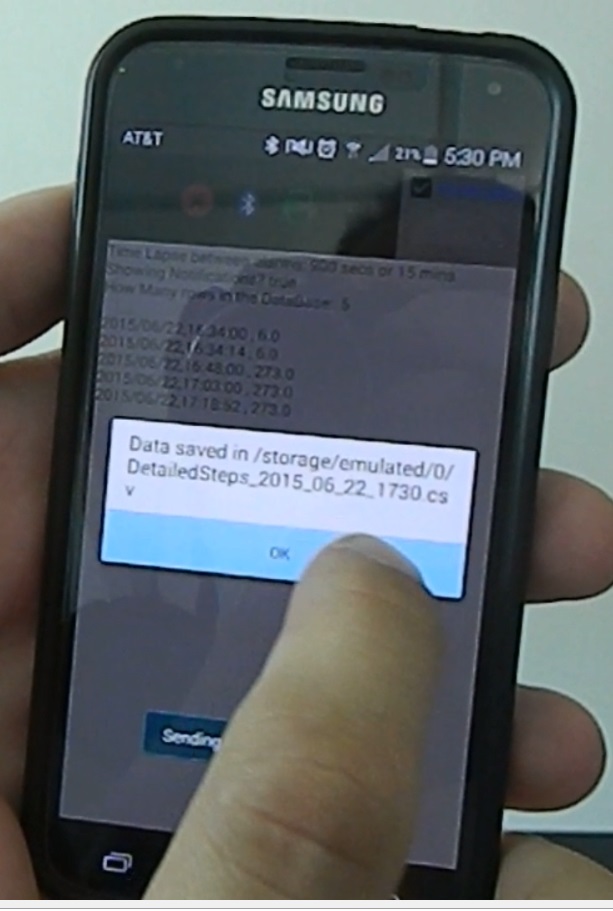 SAMSUNG
AT&T 21% 5:30 PM
Time Lapse between alarms: 900 secs or 15 mins
Showing Notifications? true
How Many rows in the DataBase: 5
2015/06/22,16:34:00 , 6.0
2015/06/22,16:34:14 , 6.0
2015/06/22,16:48:00 , 273.0
2015/06/22,17:03:00 , 273.0
2015/06/22,17:18:52 , 273.0
Data saved in /storage/emulated/0/
DetailedSteps_2015_06_22_1730.cs
v
OK
Sending